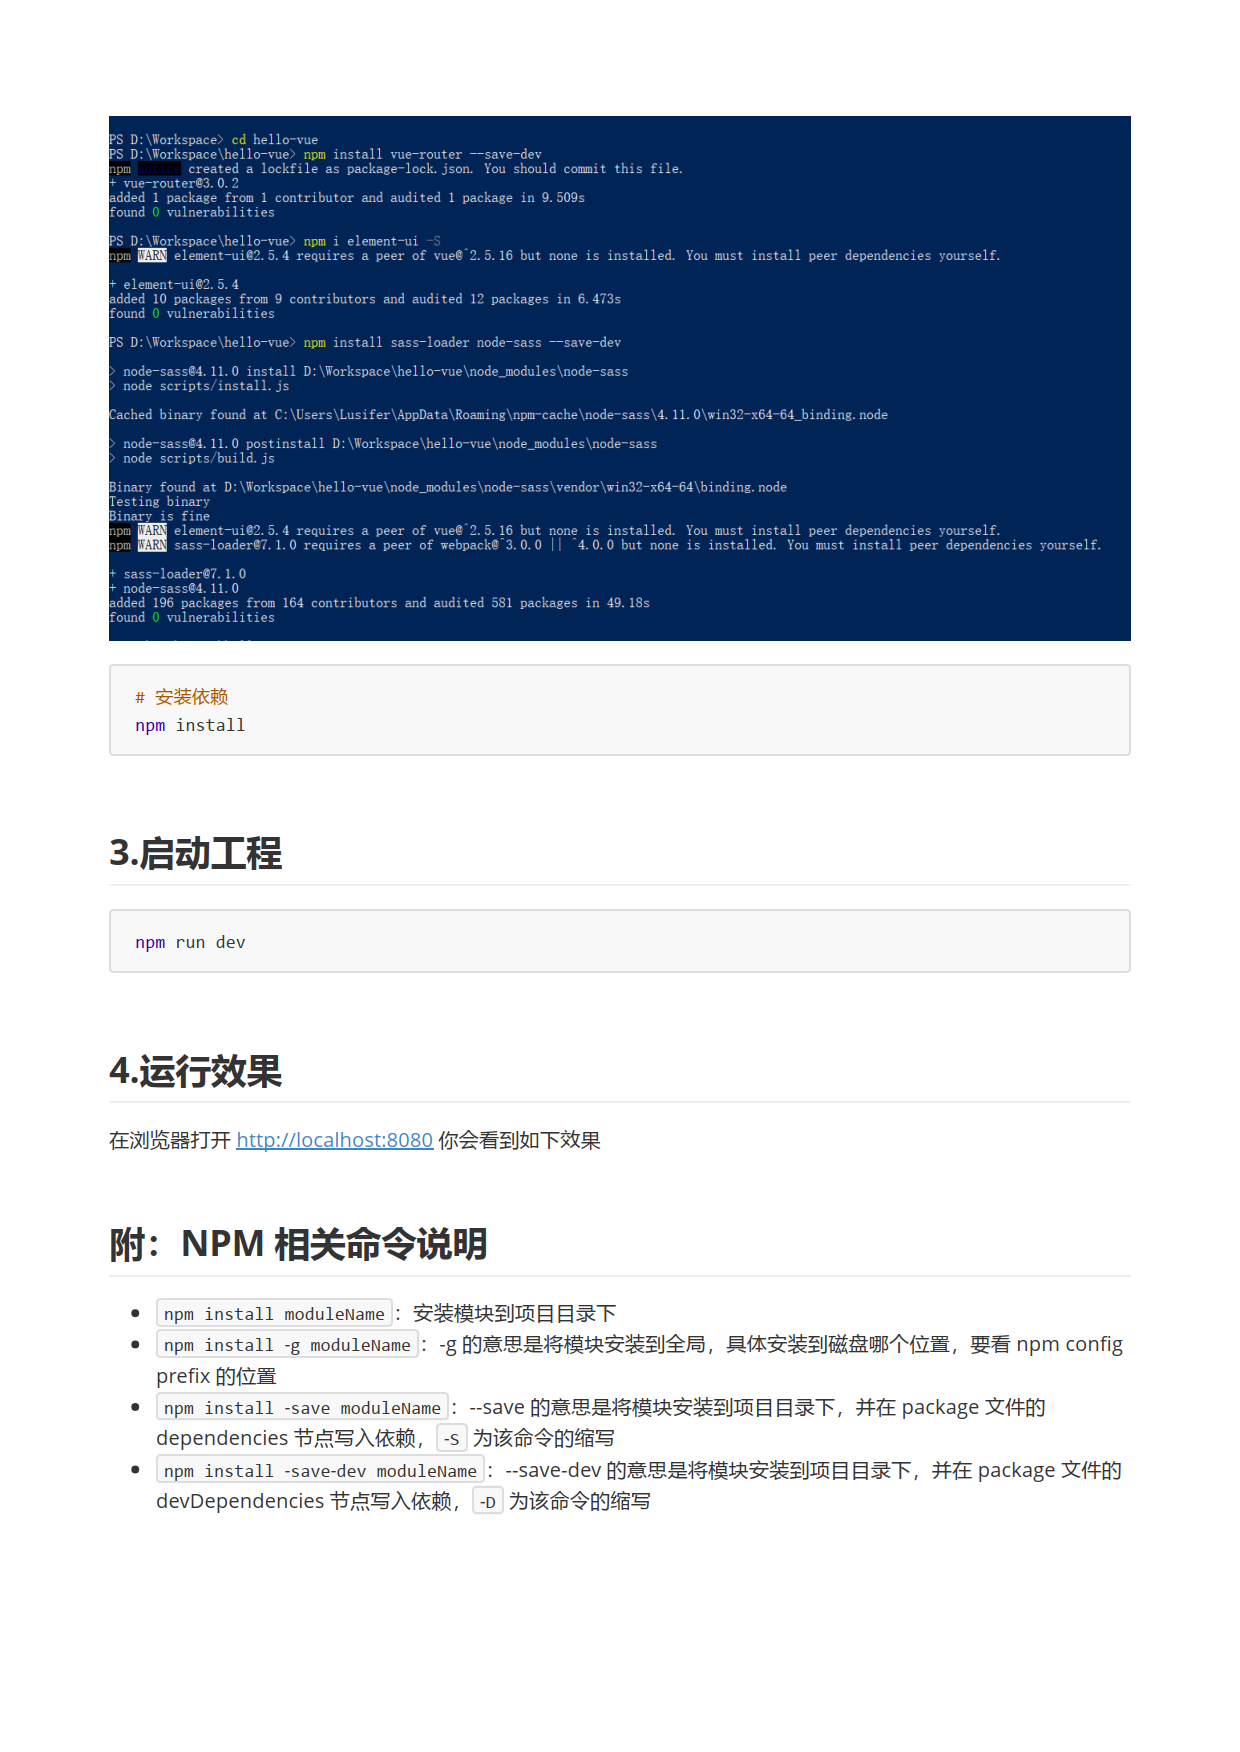 PS D:\Workspace> cd hello-vue
PS D:\Workspace\hello-vue> npm install vue-router --save-dev
npm notice created a lockfile as package-lock.json. You should commit this file.
+ vue-router@3.0.2
added 1 package from 1 contributor and audited 1 package in 9.509s
found 0 vulnerabilities
PS D:\Workspace\hello-vue> npm i element-ui -S
npm WARN element-ui@2.5.4 requires a peer of vue@^2.5.16 but none is installed. You must install peer dependencies yourself.
+ element-ui@2.5.4
added 10 packages from 9 contributors and audited 12 packages in 6.473s
found 0 vulnerabilities
PS D:\Workspace\hello-vue> npm install sass-loader node-sass --save-dev
> node-sass@4.11.0 install D:\Workspace\hello-vue\node_modules\node-sass
> node scripts/install.js
Cached binary found at C:\Users\Lusifer\AppData\Roaming\npm-cache\node-sass\4.11.0\win32-x64-64_binding.node
> node-sass@4.11.0 postinstall D:\Workspace\hello-vue\node_modules\node-sass
> node scripts/build.js
Binary found at D:\Workspace\hello-vue\node_modules\node-sass\vendor\win32-x64-64\binding.node
Testing binary
Binary is fine
npm WARN element-ui@2.5.4 requires a peer of vue@^2.5.16 but none is installed. You must install peer dependencies yourself.
npm WARN sass-loader@7.1.0 requires a peer of webpack@^3.0.0 || ^4.0.0 but none is installed. You must install peer dependencies yourself.
+ sass-loader@7.1.0
+ node-sass@4.11.0
added 196 packages from 164 contributors and audited 581 packages in 49.18s
found 0 vulnerabilities
# 安装依赖
npm install
3.启动工程
npm run dev
4.运行效果
在浏览器打开 http://localhost:8080 你会看到如下效果
附：NPM 相关命令说明
npm install moduleName：安装模块到项目目录下
npm install -g moduleName：-g 的意思是将模块安装到全局，具体安装到磁盘哪个位置，要看 npm config
prefix 的位置
npm install -save moduleName：--save 的意思是将模块安装到项目目录下，并在 package 文件的
dependencies 节点写入依赖，-S 为该命令的缩写
npm install -save-dev moduleName：--save-dev 的意思是将模块安装到项目目录下，并在 package 文件的
devDependencies 节点写入依赖，-D 为该命令的缩写